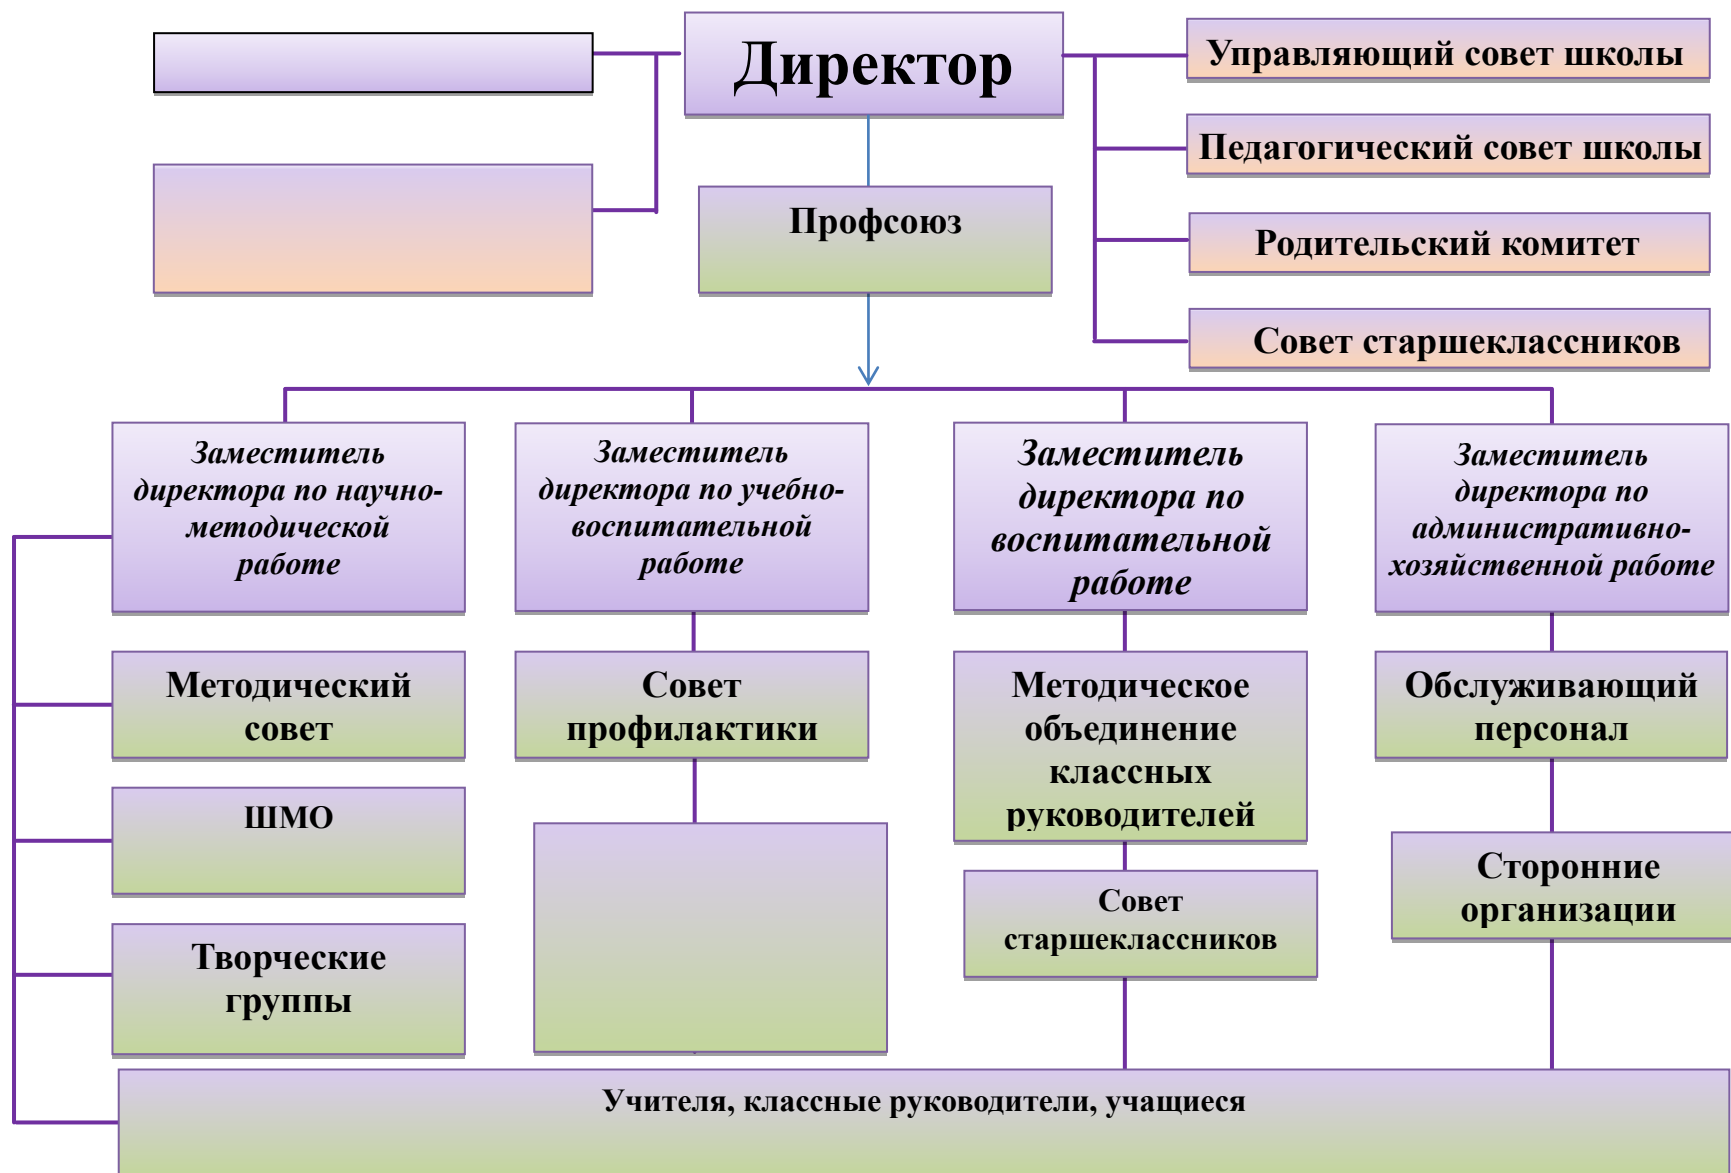 Директор
Управляющий совет школы
Педагогический совет школы
Родительский комитет
Совет старшеклассников
Профсоюз
Заместитель
директора по научно-
методической
работе
Заместитель
директора по учебно-
воспитательной
работе
Заместитель
директора по
воспитательной
работе
Заместитель
директора по
административно-
хозяйственной работе
Методический
совет
Совет
профилактики
Методическое
объединение
классных
руководителей
Обслуживающий
персонал
ШМО
Совет
старшеклассников
Сторонние
организации
Творческие
группы
Учителя, классные руководители, учащиеся